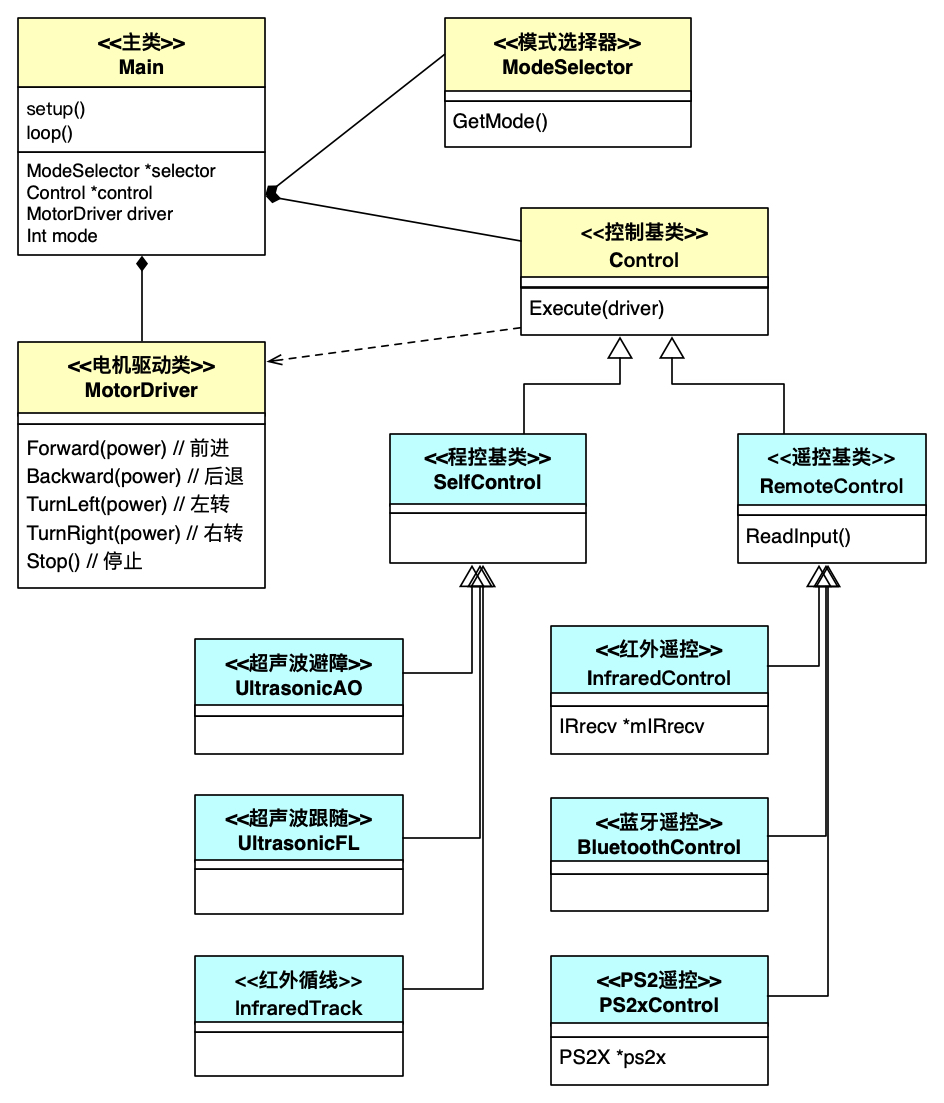 <<主类>>
Main
setup()
loop()
ModeSelector *selector
Control *control
MotorDriver driver
Int mode
<<模式选择器>>
ModeSelector
GetMode()
<<控制基类>>
Control
Execute(driver)
<<电机驱动类>>
MotorDriver
Forward(power) // 前进
Backward(power) // 后退
TurnLeft(power) // 左转
TurnRight(power) // 右转
Stop() // 停止
<<程控基类>>
SelfControl
<<遥控基类>>
RemoteControl
ReadInput()
<<超声波避障>>
UltrasonicAO
<<红外遥控>>
InfraredControl
IRrecv *mIRrecv
<<超声波跟随>>
UltrasonicFL
<<蓝牙遥控>>
BluetoothControl
<<红外循线>>
InfraredTrack
<<PS2遥控>>
PS2xControl
PS2X *ps2x